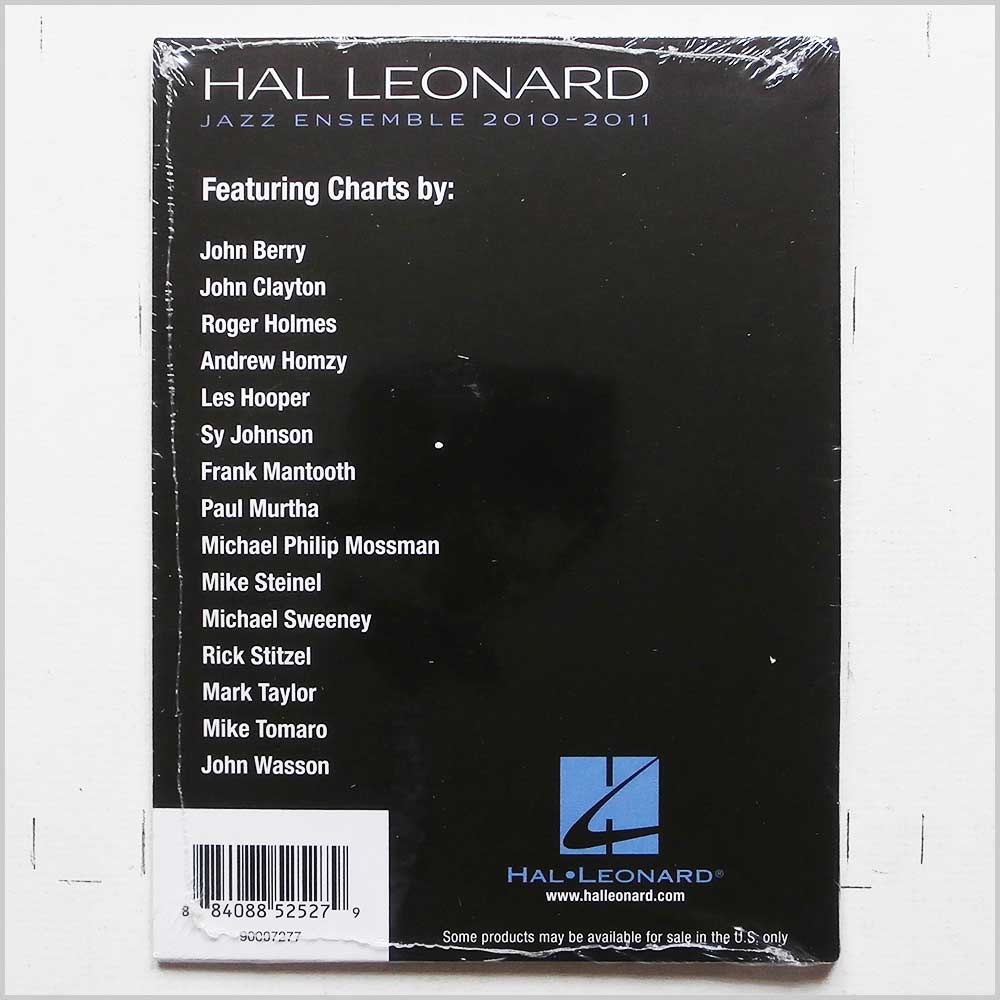 HAL LEONARD
JAZZ ENSEMBLE 2010-2011
Featuring Charts by:
John Berry
John Clayton
Roger Holmes
Andrew Homzy
Les Hooper
Sy Johnson
Frank Mantooth
Paul Murtha
Michael Philip Mossman
Mike Steinel
Michael Sweeney
Rick Stitzel
Mark Taylor
Mike Tomaro
John Wasson
HAL•LEONARD®
www.halleonard.com
8 84088 52527 9
90007277
Some products may be available for sale in the U.S. only